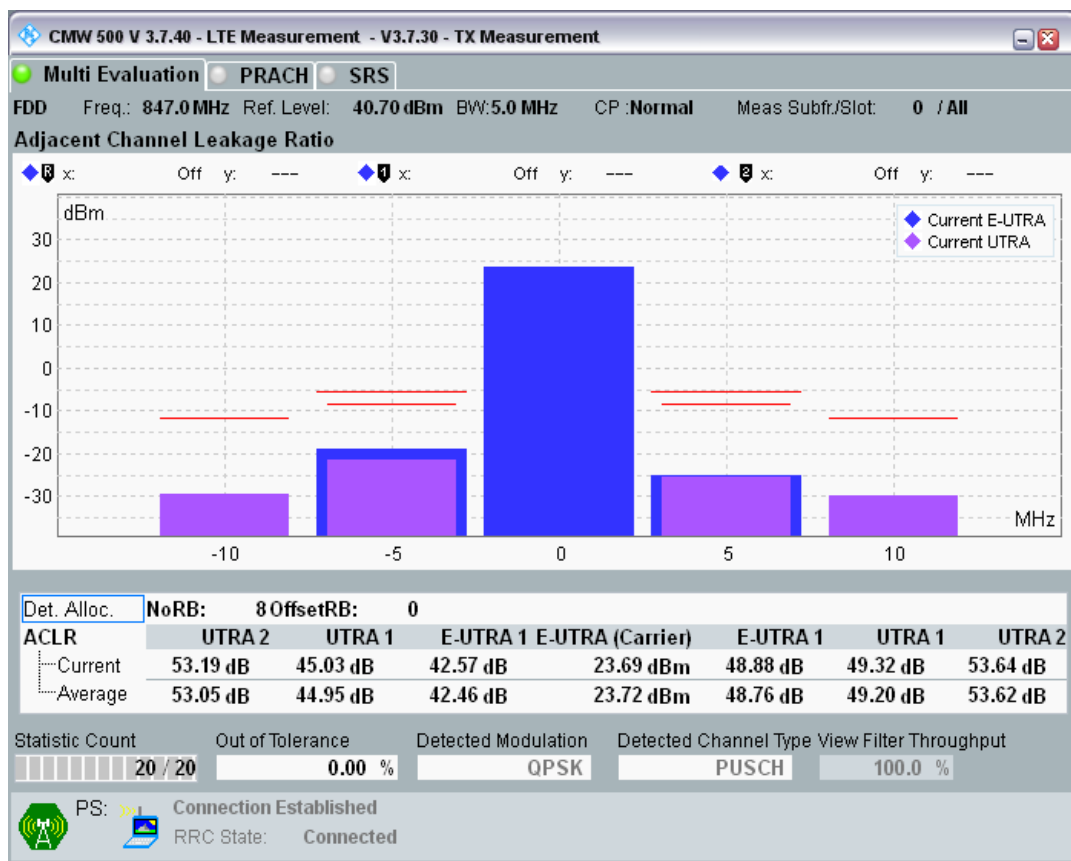 CMW 500 V 3.7.40 - LTE Measurement - V3.7.30 - TX Measurement
Multi Evaluation PRACH SRS
FDD Freq.: 847.0 MHz Ref. Level: 40.70 dBm BW:5.0 MHz CP :Normal Meas Subfr./Slot: 0 / All
Adjacent Channel Leakage Ratio
R x: Off y: --- 1 x: Off y: --- 2 x: Off y: ---
dBm
Current E-UTRA
Current UTRA
30
20
10
0
-10
-20
-30
MHz
-10 -5 0 5 10
Det. Alloc. NoRB: 8 OffsetRB: 0
ACLR UTRA 2 UTRA 1 E-UTRA 1 E-UTRA (Carrier) E-UTRA 1 UTRA 1 UTRA 2
Current 53.19 dB 45.03 dB 42.57 dB 23.69 dBm 48.88 dB 49.32 dB 53.64 dB
Average 53.05 dB 44.95 dB 42.46 dB 23.72 dBm 48.76 dB 49.20 dB 53.62 dB
Statistic Count Out of Tolerance Detected Modulation Detected Channel Type View Filter Throughput
20 / 20 0.00 % QPSK PUSCH 100.0 %
PS: Connection Established
RRC State: Connected